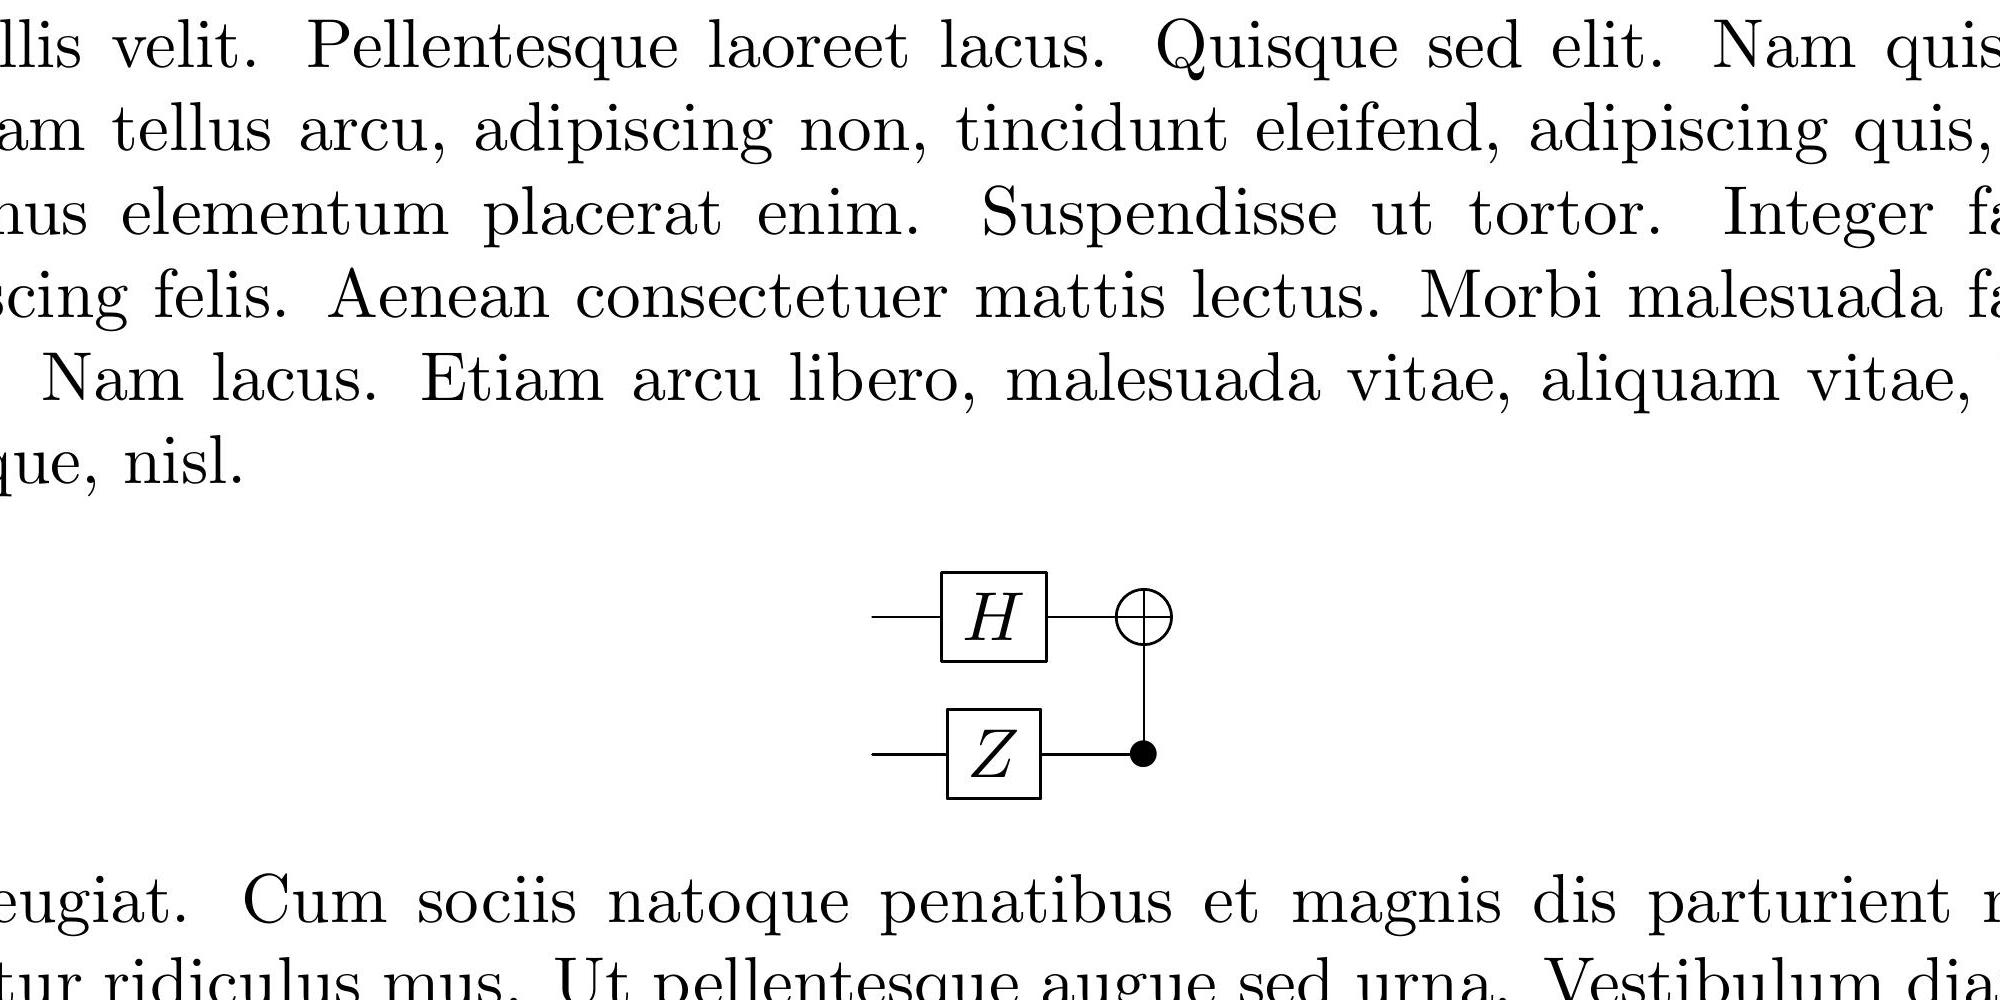 llis velit. Pellentesque laoreet lacus. Quisque sed elit. Nam quis
am tellus arcu, adipiscing non, tincidunt eleifend, adipiscing quis,
nus elementum placerat enim. Suspendisse ut tortor. Integer fa
scing felis. Aenean consectetuer mattis lectus. Morbi malesuada fa
Nam lacus. Etiam arcu libero, malesuada vitae, aliquam vitae,
que, nisl.
H
Z
eugiat. Cum sociis natoque penatibus et magnis dis parturient
tur ridiculus mus. Ut pellentesque augue sed urna. Vestibulum dia